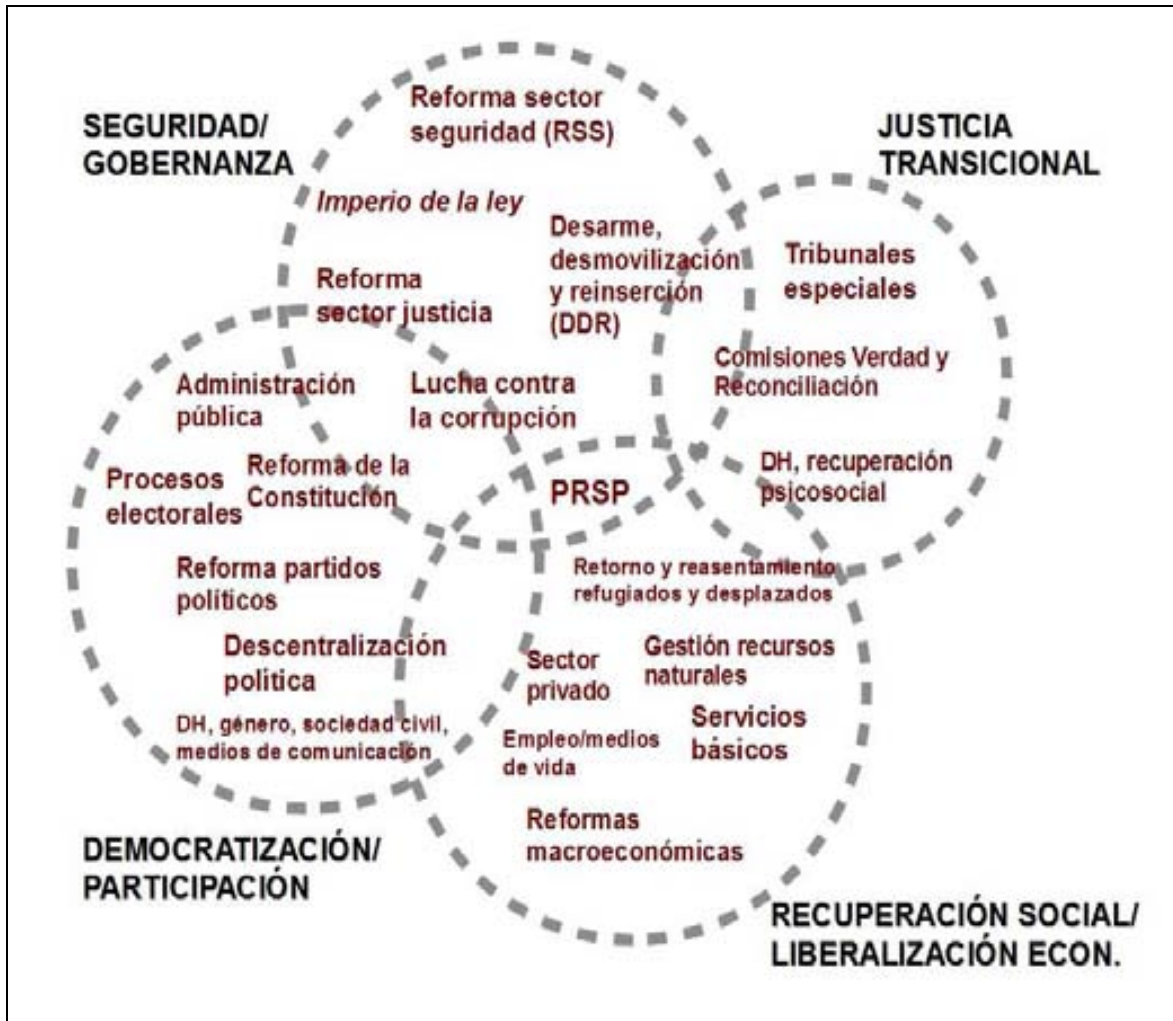 SEGURIDAD/
GOBERNANZA
Reforma sector
seguridad (RSS)
Imperio de la ley
Reforma
sector justicia
Desarme,
desmovilización
y reinserción
(DDR)
Lucha contra
la corrupción
JUSTICIA
TRANSICIONAL
Tribunales
especiales
Comisiones Verdad y
Reconciliación
DH, recuperación
psicosocial
Administración
pública
Procesos
electorales
Reforma de la
Constitución
Reforma partidos
políticos
Descentralización
politica
DH, género, sociedad civil,
medios de comunicación
DEMOCRATIZACIÓN/
PARTICIPACIÓN
PRSP
Retorno y reasentamiento
refugiados y desplazados
Sector
privado
Gestión recursos
naturales
Servicios
básicos
Empleo/medios
de vida
Reformas
macroeconómicas
RECUPERACIÓN SOCIAL/
LIBERALIZACIÓN ECON.